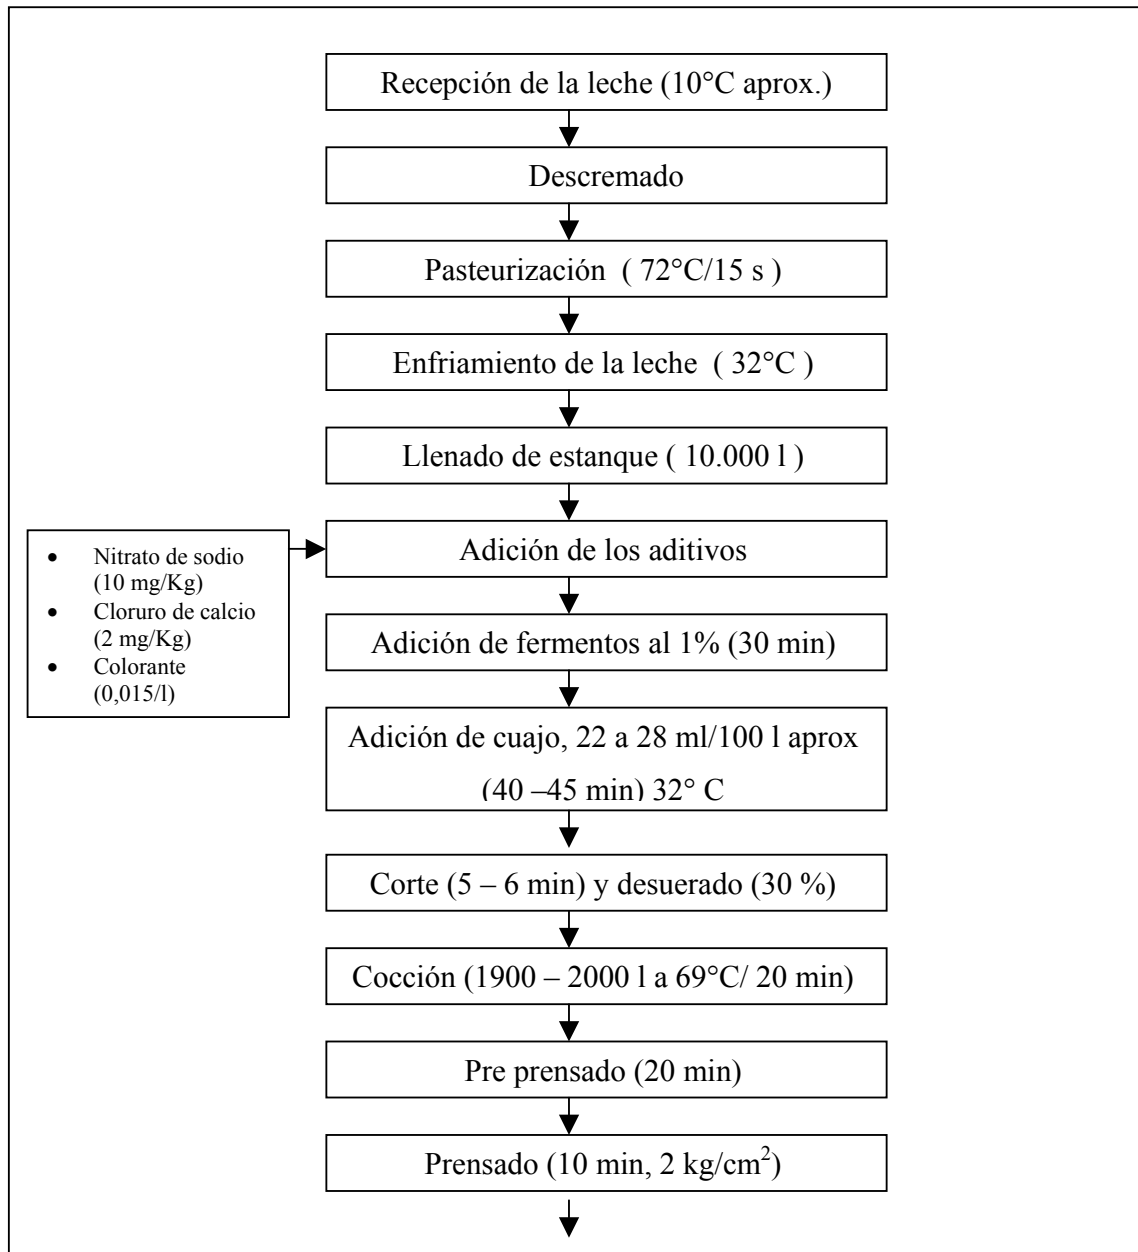 Recepción de la leche (10°C aprox.)
Descremado
Pasteurización ( 72°C/15 s )
Enfriamiento de la leche ( 32°C )
Llenado de estanque ( 10.000 l )
Adición de los aditivos
• Nitrato de sodio
(10 mg/Kg)
• Cloruro de calcio
(2 mg/Kg)
• Colorante
(0,015/l)
Adición de fermentos al 1% (30 min)
Adición de cuajo, 22 a 28 ml/100 l aprox
(40 –45 min) 32° C
Corte (5 – 6 min) y desuerado (30 %)
Cocción (1900 – 2000 l a 69°C/ 20 min)
Pre prensado (20 min)
Prensado (10 min, 2 kg/cm²)